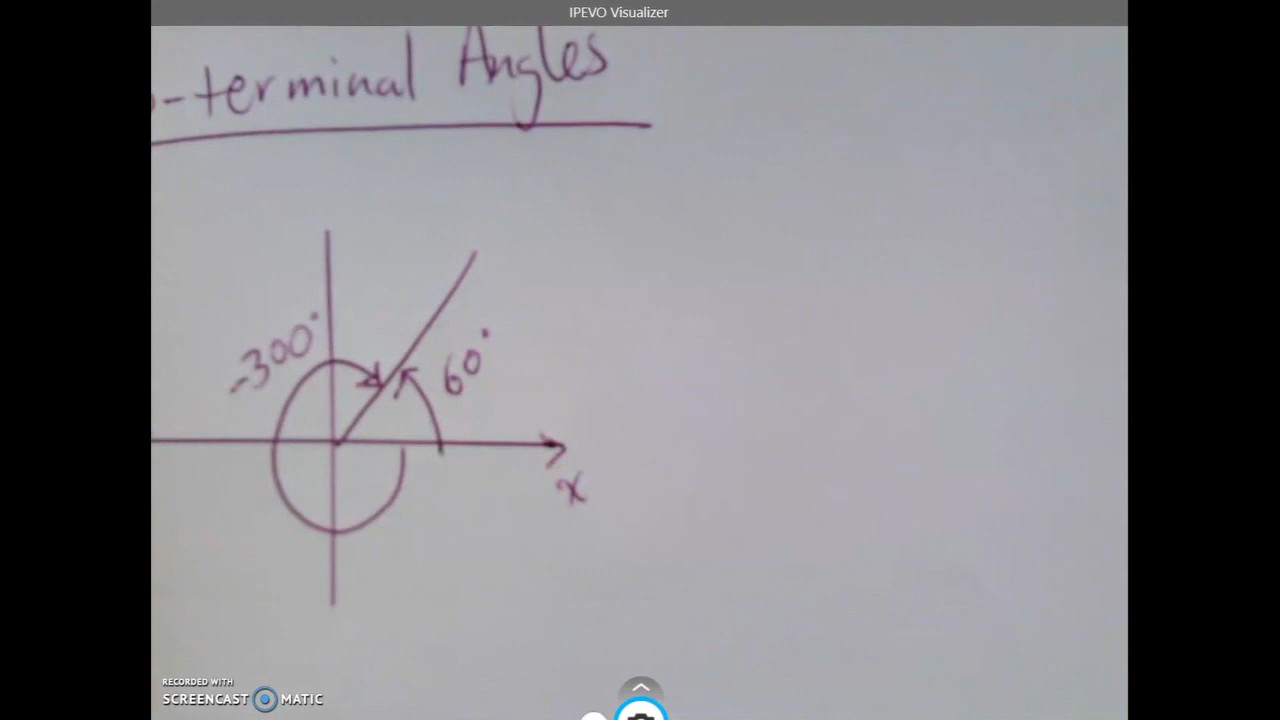 IPEVO Visualizer
-terminal Angles
-300°
60°
x
RECORDED WITH
SCREENCAST MATIC